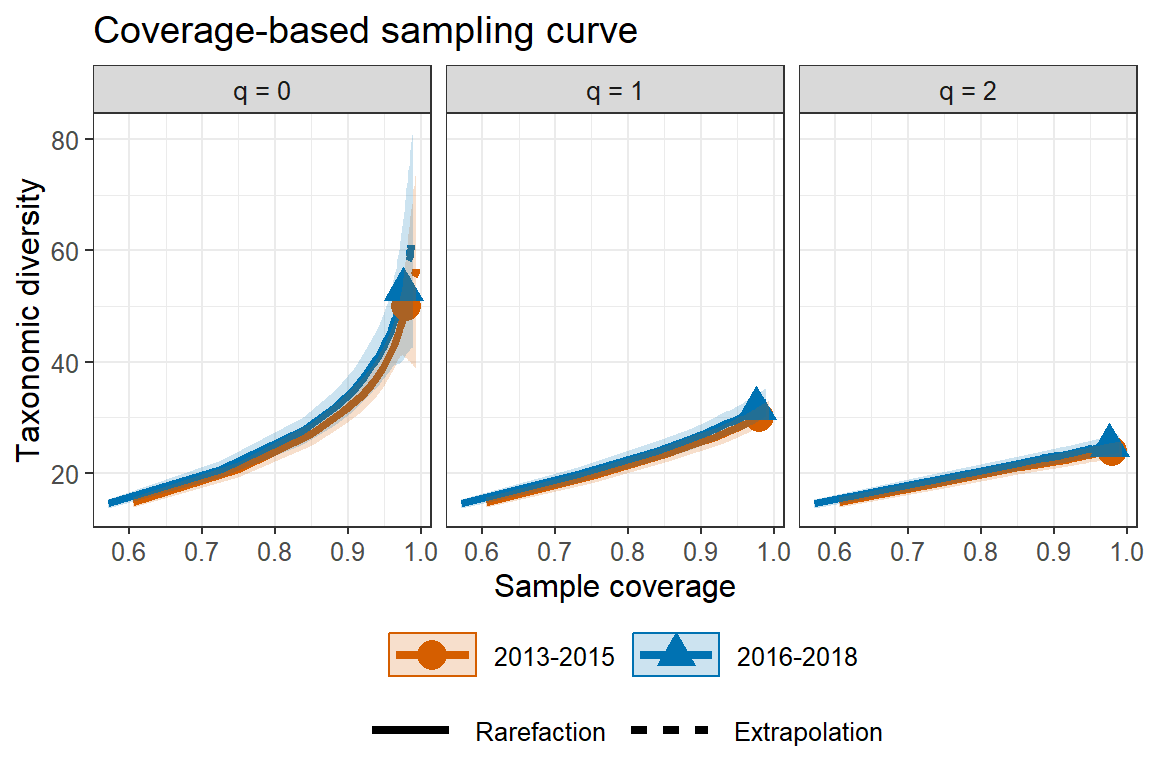 Coverage-based sampling curve
q = 0 q = 1 q = 2
Taxonomic diversity
80
60
40
20
0.6 0.7 0.8 0.9 1.0 0.6 0.7 0.8 0.9 1.0 0.6 0.7 0.8 0.9 1.0
Sample coverage
2013-2015 2016-2018
Rarefaction Extrapolation